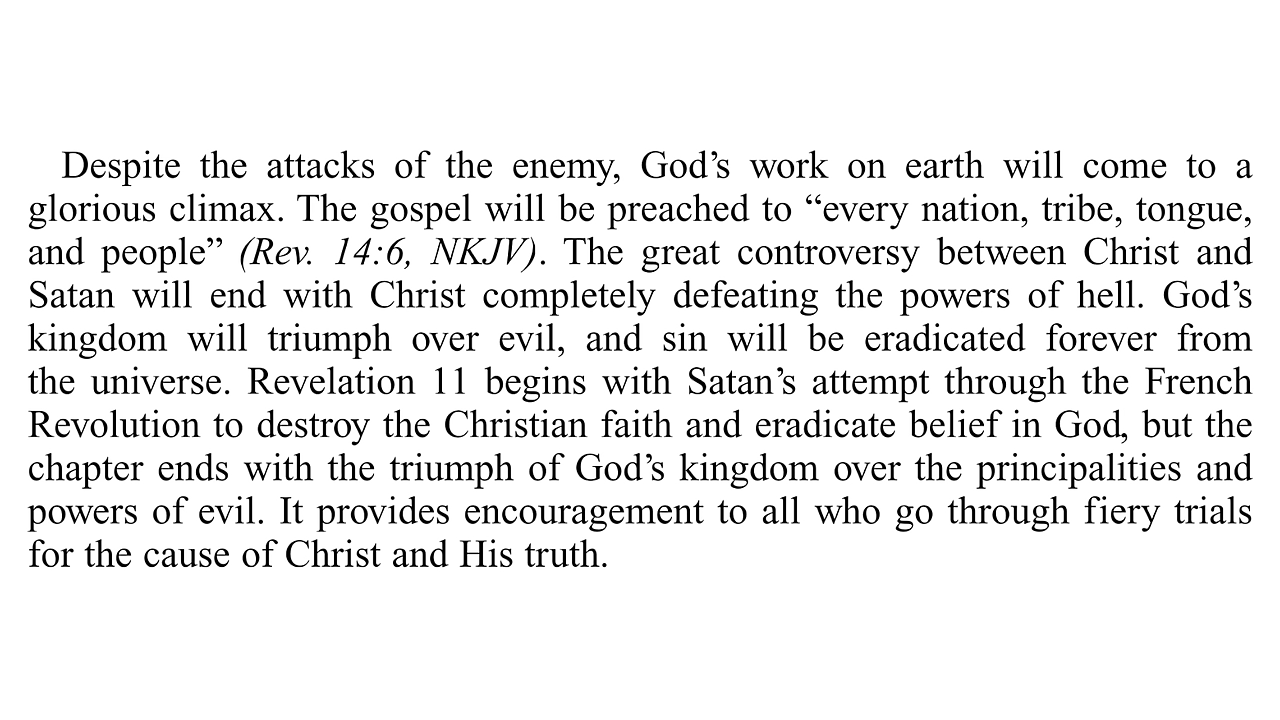 Despite the attacks of the enemy, God’s work on earth will come to a
glorious climax. The gospel will be preached to “every nation, tribe, tongue,
and people” (Rev. 14:6, NKJV). The great controversy between Christ and
Satan will end with Christ completely defeating the powers of hell. God’s
kingdom will triumph over evil, and sin will be eradicated forever from
the universe. Revelation 11 begins with Satan’s attempt through the French
Revolution to destroy the Christian faith and eradicate belief in God, but the
chapter ends with the triumph of God’s kingdom over the principalities and
powers of evil. It provides encouragement to all who go through fiery trials
for the cause of Christ and His truth.